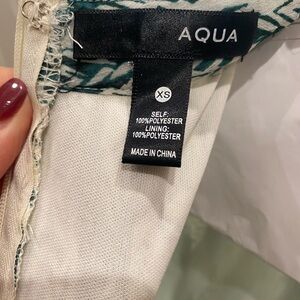 AQUA
XS
SELF:
100%POLYESTER
LINING:
100%POLYESTER
MADE IN CHINA